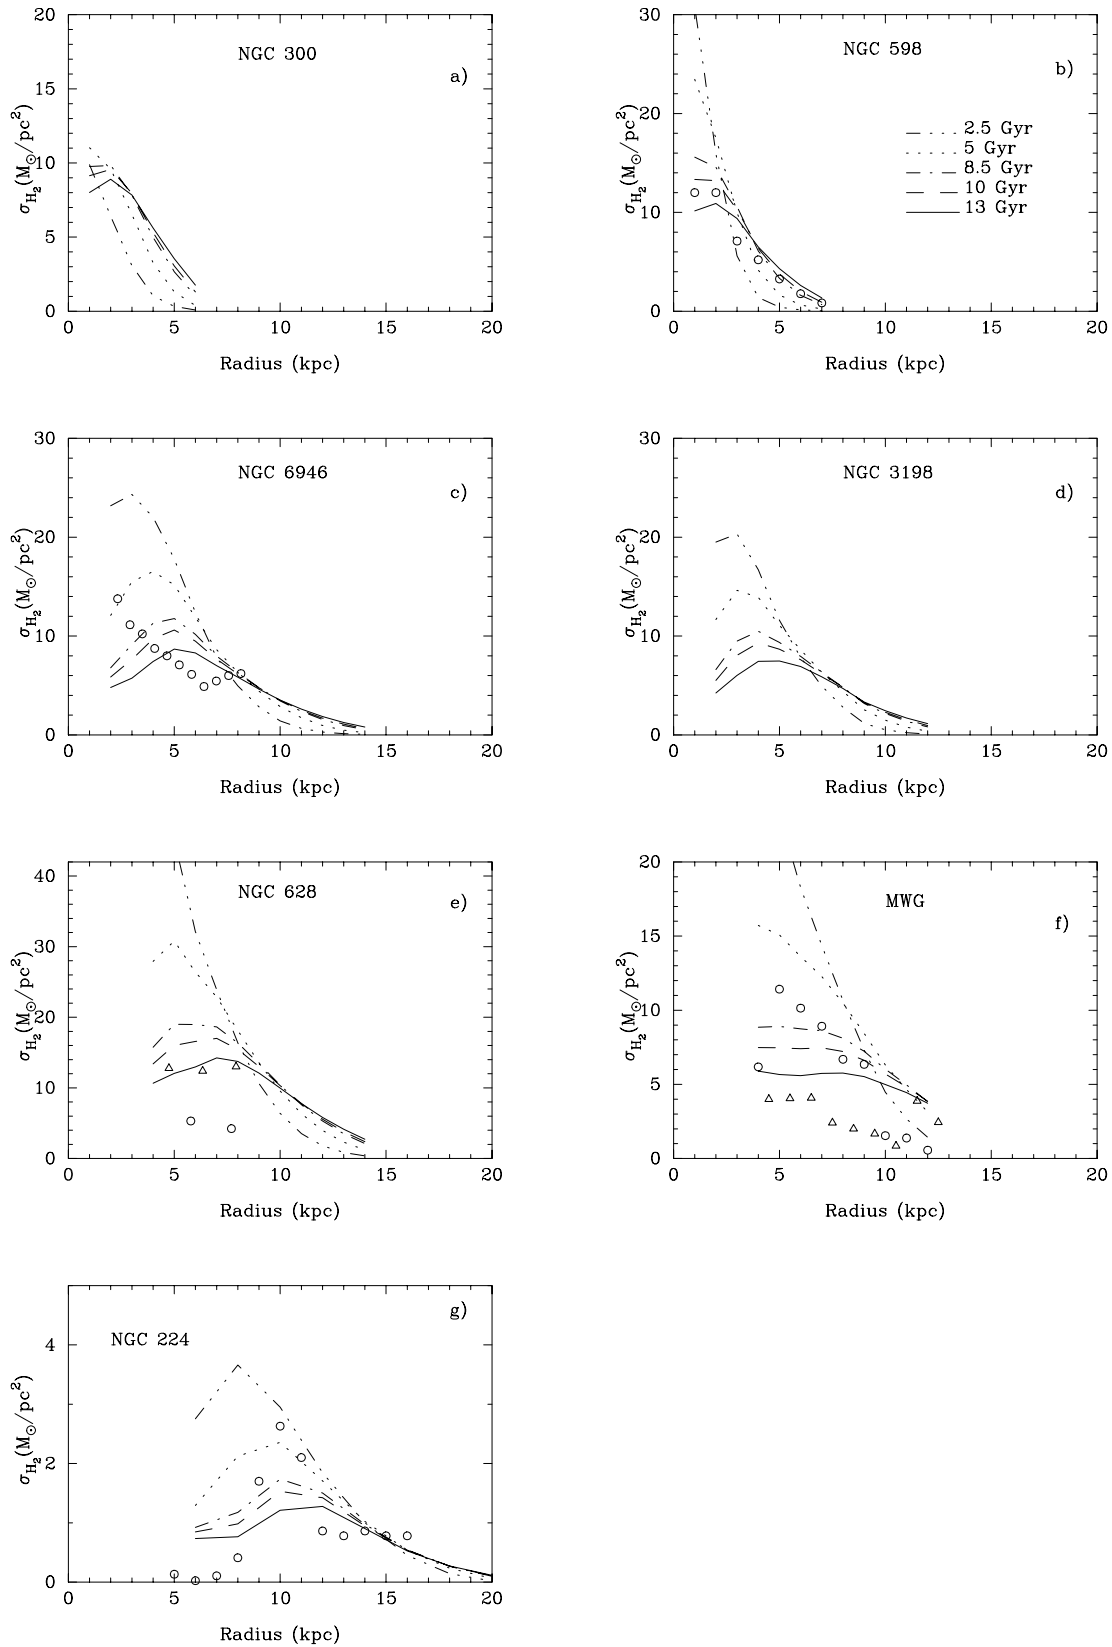 NGC 300
a)
σH2(M⊙/pc2)
20
15
10
5
0
0 5 10 15 20
Radius (kpc)
NGC 598
b)
σH2(M⊙/pc2)
30
20
10
0
2.5 Gyr
5 Gyr
8.5 Gyr
10 Gyr
13 Gyr
0 5 10 15 20
Radius (kpc)
NGC 6946
c)
σH2(M⊙/pc2)
30
20
10
0
0 5 10 15 20
Radius (kpc)
NGC 3198
d)
σH2(M⊙/pc2)
30
20
10
0
0 5 10 15 20
Radius (kpc)
NGC 628
e)
σH2(M⊙/pc2)
40
30
20
10
0
0 5 10 15 20
Radius (kpc)
MWG
f)
σH2(M⊙/pc2)
20
15
10
5
0
0 5 10 15 20
Radius (kpc)
NGC 224
g)
σH2(M⊙/pc2)
4
2
0
0 5 10 15 20
Radius (kpc)